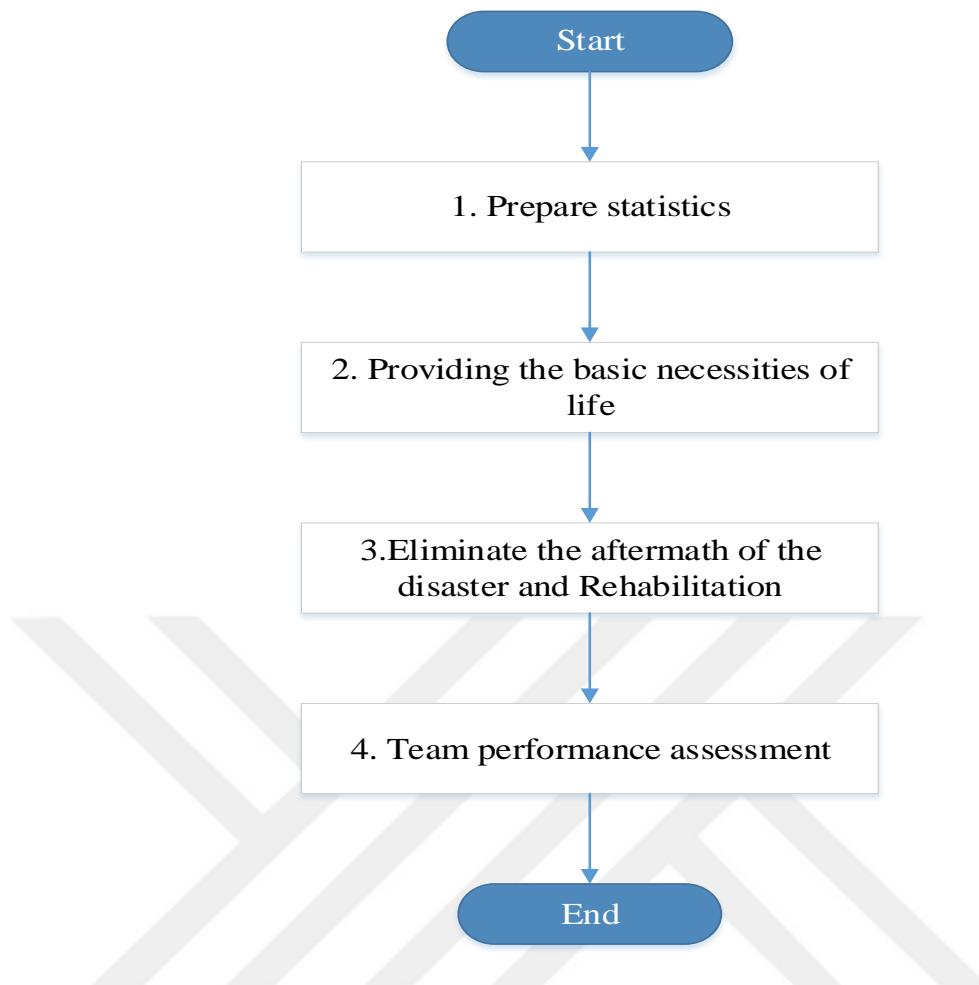 Start
1. Prepare statistics
2. Providing the basic necessities of
life
3.Eliminate the aftermath of the
disaster and Rehabilitation
4. Team performance assessment
End